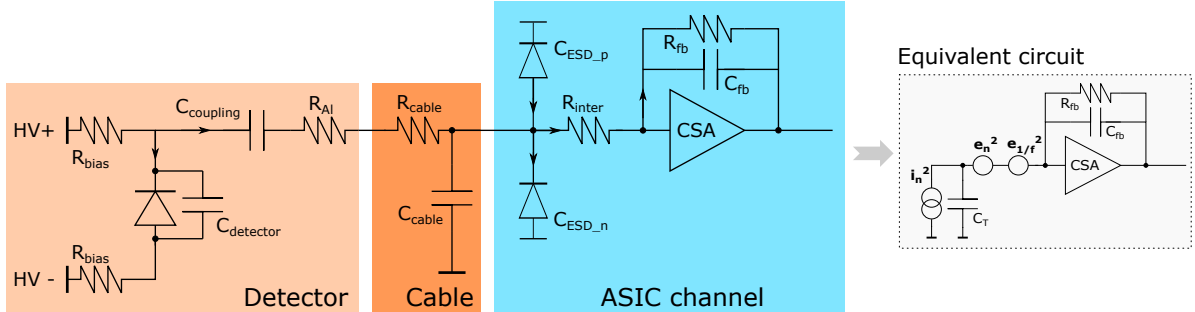 HV+
R_bias
C_coupling
R_Al
C_detector
HV -
R_bias
Detector
R_cable
C_cable
Cable
C_ESD_p
C_ESD_n
R_inter
R_fb
C_fb
CSA
ASIC channel
Equivalent circuit
R_fb
C_fb
CSA
e_n^2
e_1/f^2
i_n^2
C_T